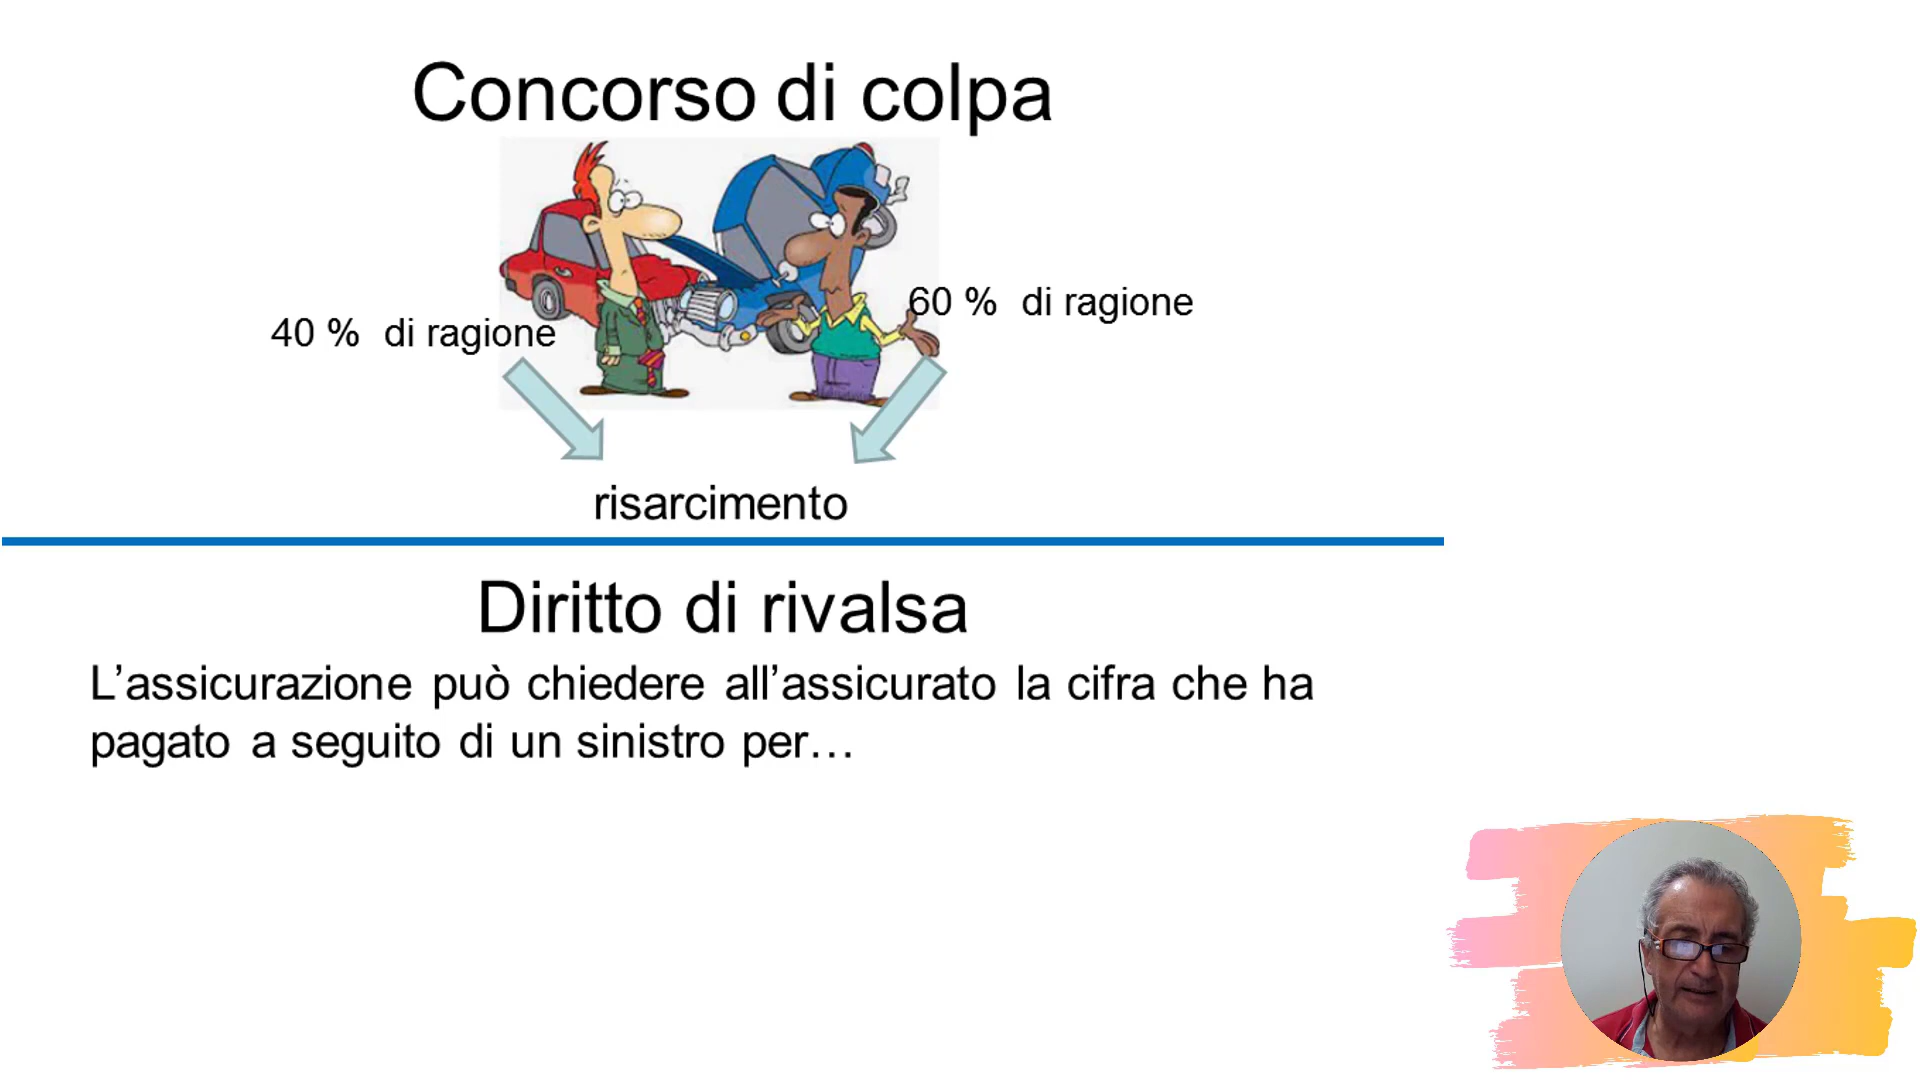 Concorso di colpa
60 % di ragione
40 % di ragione
risarcimento
Diritto di rivalsa
L’assicurazione può chiedere all’assicurato la cifra che ha
pagato a seguito di un sinistro per…